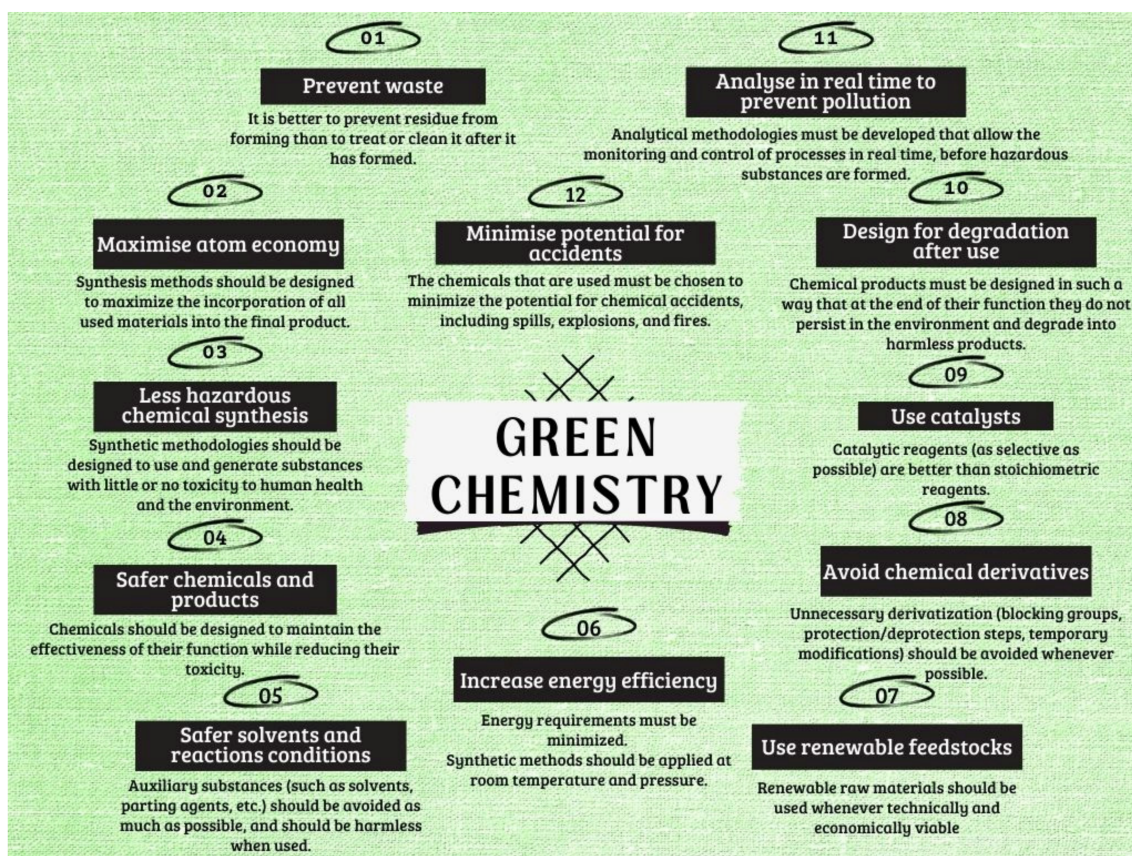 01
Prevent waste
It is better to prevent residue from
forming than to treat or clean it after it
has formed.
02
Maximise atom economy
Synthesis methods should be designed
to maximize the incorporation of all
used materials into the final product.
03
Less hazardous
chemical synthesis
Synthetic methodologies should be
designed to use and generate substances
with little or no toxicity to human health
and the environment.
04
Safer chemicals and
products
Chemicals should be designed to maintain the
effectiveness of their function while reducing their
toxicity.
05
Safer solvents and
reactions conditions
Auxiliary substances (such as solvents,
parting agents, etc.) should be avoided as
much as possible, and should be harmless
when used.
06
Increase energy efficiency
Energy requirements must be
minimized.
Synthetic methods should be applied at
room temperature and pressure.
07
Use renewable feedstocks
Renewable raw materials should be
used whenever technically and
economically viable
08
Avoid chemical derivatives
Unnecessary derivatization (blocking groups,
protection/deprotection steps, temporary
modifications) should be avoided whenever
possible.
09
Use catalysts
Catalytic reagents (as selective as
possible) are better than stoichiometric
reagents.
10
Design for degradation
after use
Chemical products must be designed in such a
way that at the end of their function they do not
persist in the environment and degrade into
harmless products.
11
Analyse in real time to
prevent pollution
Analytical methodologies must be developed that allow the
monitoring and control of processes in real time, before hazardous
substances are formed.
12
Minimise potential for
accidents
The chemicals that are used must be chosen to
minimize the potential for chemical accidents,
including spills, explosions, and fires.
GREEN
CHEMISTRY